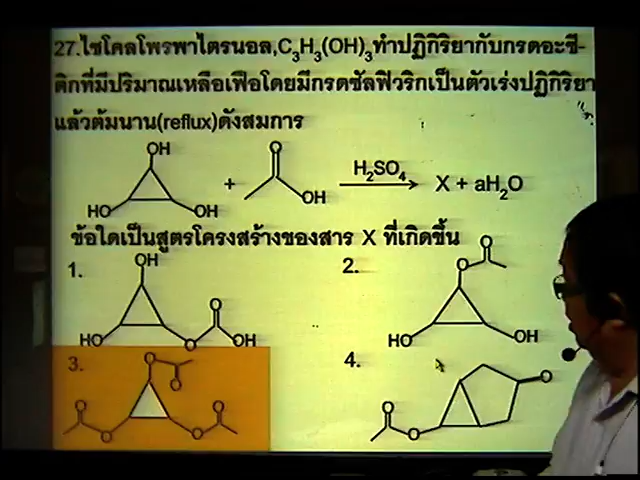 27.ไซโคลโพรพาไตรนอล,C₃H₃(OH)₃ทำปฏิกิริยากับกรดอะซี-
ติกที่มีปริมาณเหลือเฟือโดยมีกรดซัลฟิวริกเป็นตัวเร่งปฏิกิริยา
แล้วต้มนาน(reflux)ดังสมการ
OH O
H₂SO₄
HO OH + OH X + aH₂O
ข้อใดเป็นสูตรโครงสร้างของสาร X ที่เกิดขึ้น
1. OH HO O O OH
2. O O HO OH
3. O O O O O O
4. O O O